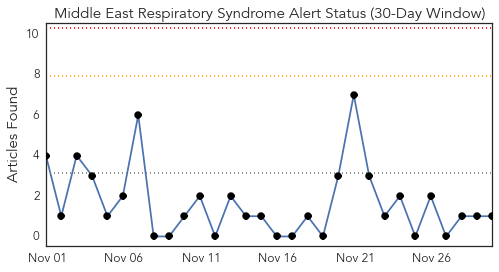 Middle East Respiratory Syndrome Alert Status (30-Day Window)
Articles Found
10
8
6
4
2
0
Nov 01 Nov 06 Nov 11 Nov 16 Nov 21 Nov 26